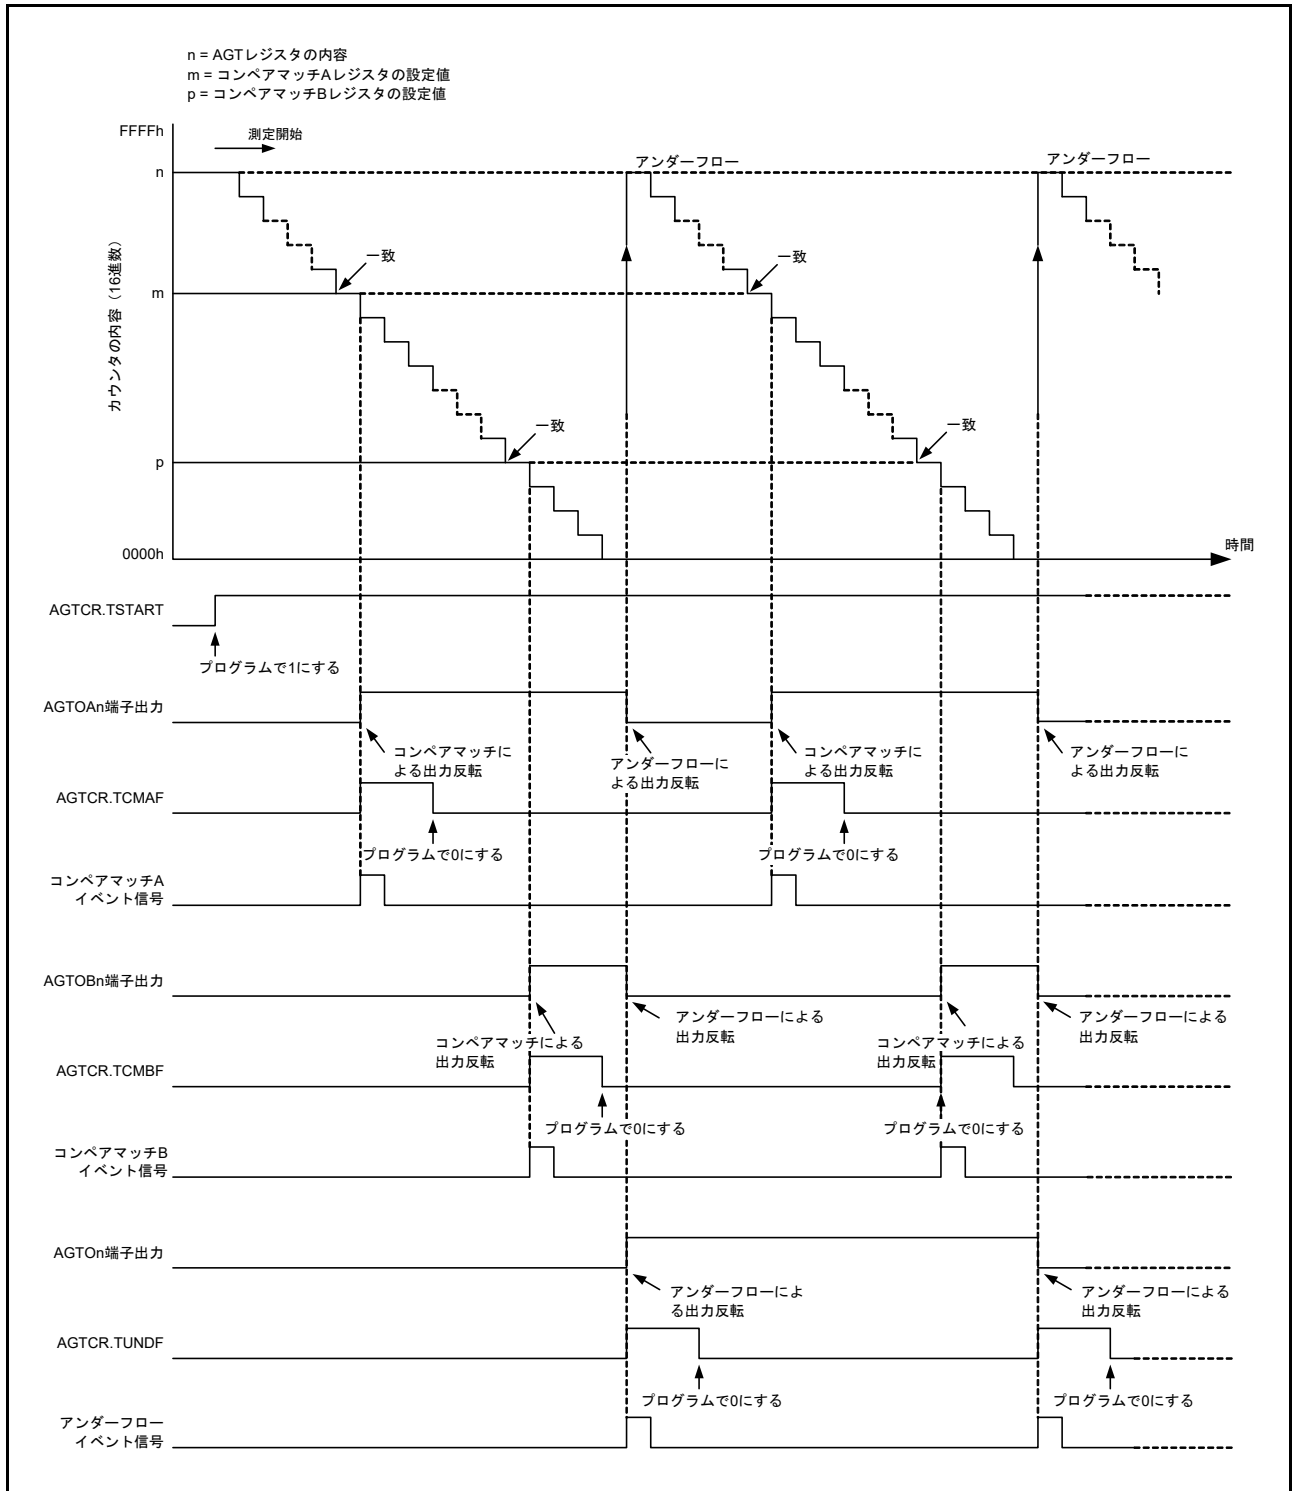 n = AGTレジスタの内容
m = コンペアマッチAレジスタの設定値
p = コンペアマッチBレジスタの設定値
FFFFh
測定開始
アンダーフロー
アンダーフロー
n
カウンタの内容（16進数）
一致
一致
m
一致
一致
p
0000h
時間
AGTCR.TSTART
プログラムで1にする
AGTOAn端子出力
コンペアマッチに
よる出力反転
アンダーフローに
よる出力反転
コンペアマッチに
よる出力反転
アンダーフローに
よる出力反転
AGTCR.TCMAF
プログラムで0にする
プログラムで0にする
コンペアマッチA
イベント信号
AGTOBn端子出力
コンペアマッチによる
出力反転
アンダーフローによる
出力反転
コンペアマッチによる
出力反転
アンダーフローによる
出力反転
AGTCR.TCMBF
プログラムで0にする
プログラムで0にする
コンペアマッチB
イベント信号
AGTOn端子出力
アンダーフローによ
る出力反転
アンダーフローによる
出力反転
AGTCR.TUNDF
プログラムで0にする
プログラムで0にする
アンダーフロー
イベント信号